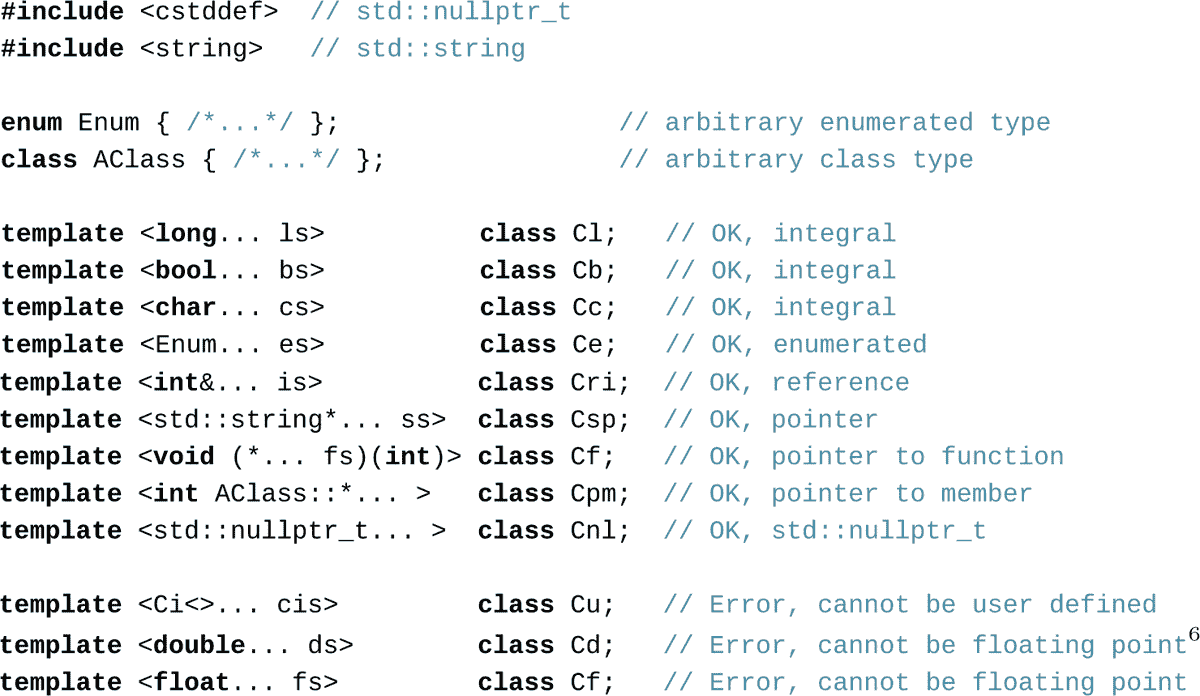 #include <cstddef>  // std::nullptr_t
#include <string>   // std::string

enum Enum { /*...*/ };                  // arbitrary enumerated type
class AClass { /*...*/ };               // arbitrary class type

template <long... ls>          class Cl;   // OK, integral
template <bool... bs>          class Cb;   // OK, integral
template <char... cs>          class Cc;   // OK, integral
template <Enum... es>          class Ce;   // OK, enumerated
template <int&... is>          class Cri;  // OK, reference
template <std::string*... ss>  class Csp;  // OK, pointer
template <void (*... fs)(int)> class Cf;   // OK, pointer to function
template <int AClass::*... >   class Cpm;  // OK, pointer to member
template <std::nullptr_t... >  class Cnl;  // OK, std::nullptr_t

template <Ci<>... cis>         class Cu;   // Error, cannot be user defined
template <double... ds>        class Cd;   // Error, cannot be floating point⁶
template <float... fs>         class Cf;   // Error, cannot be floating point